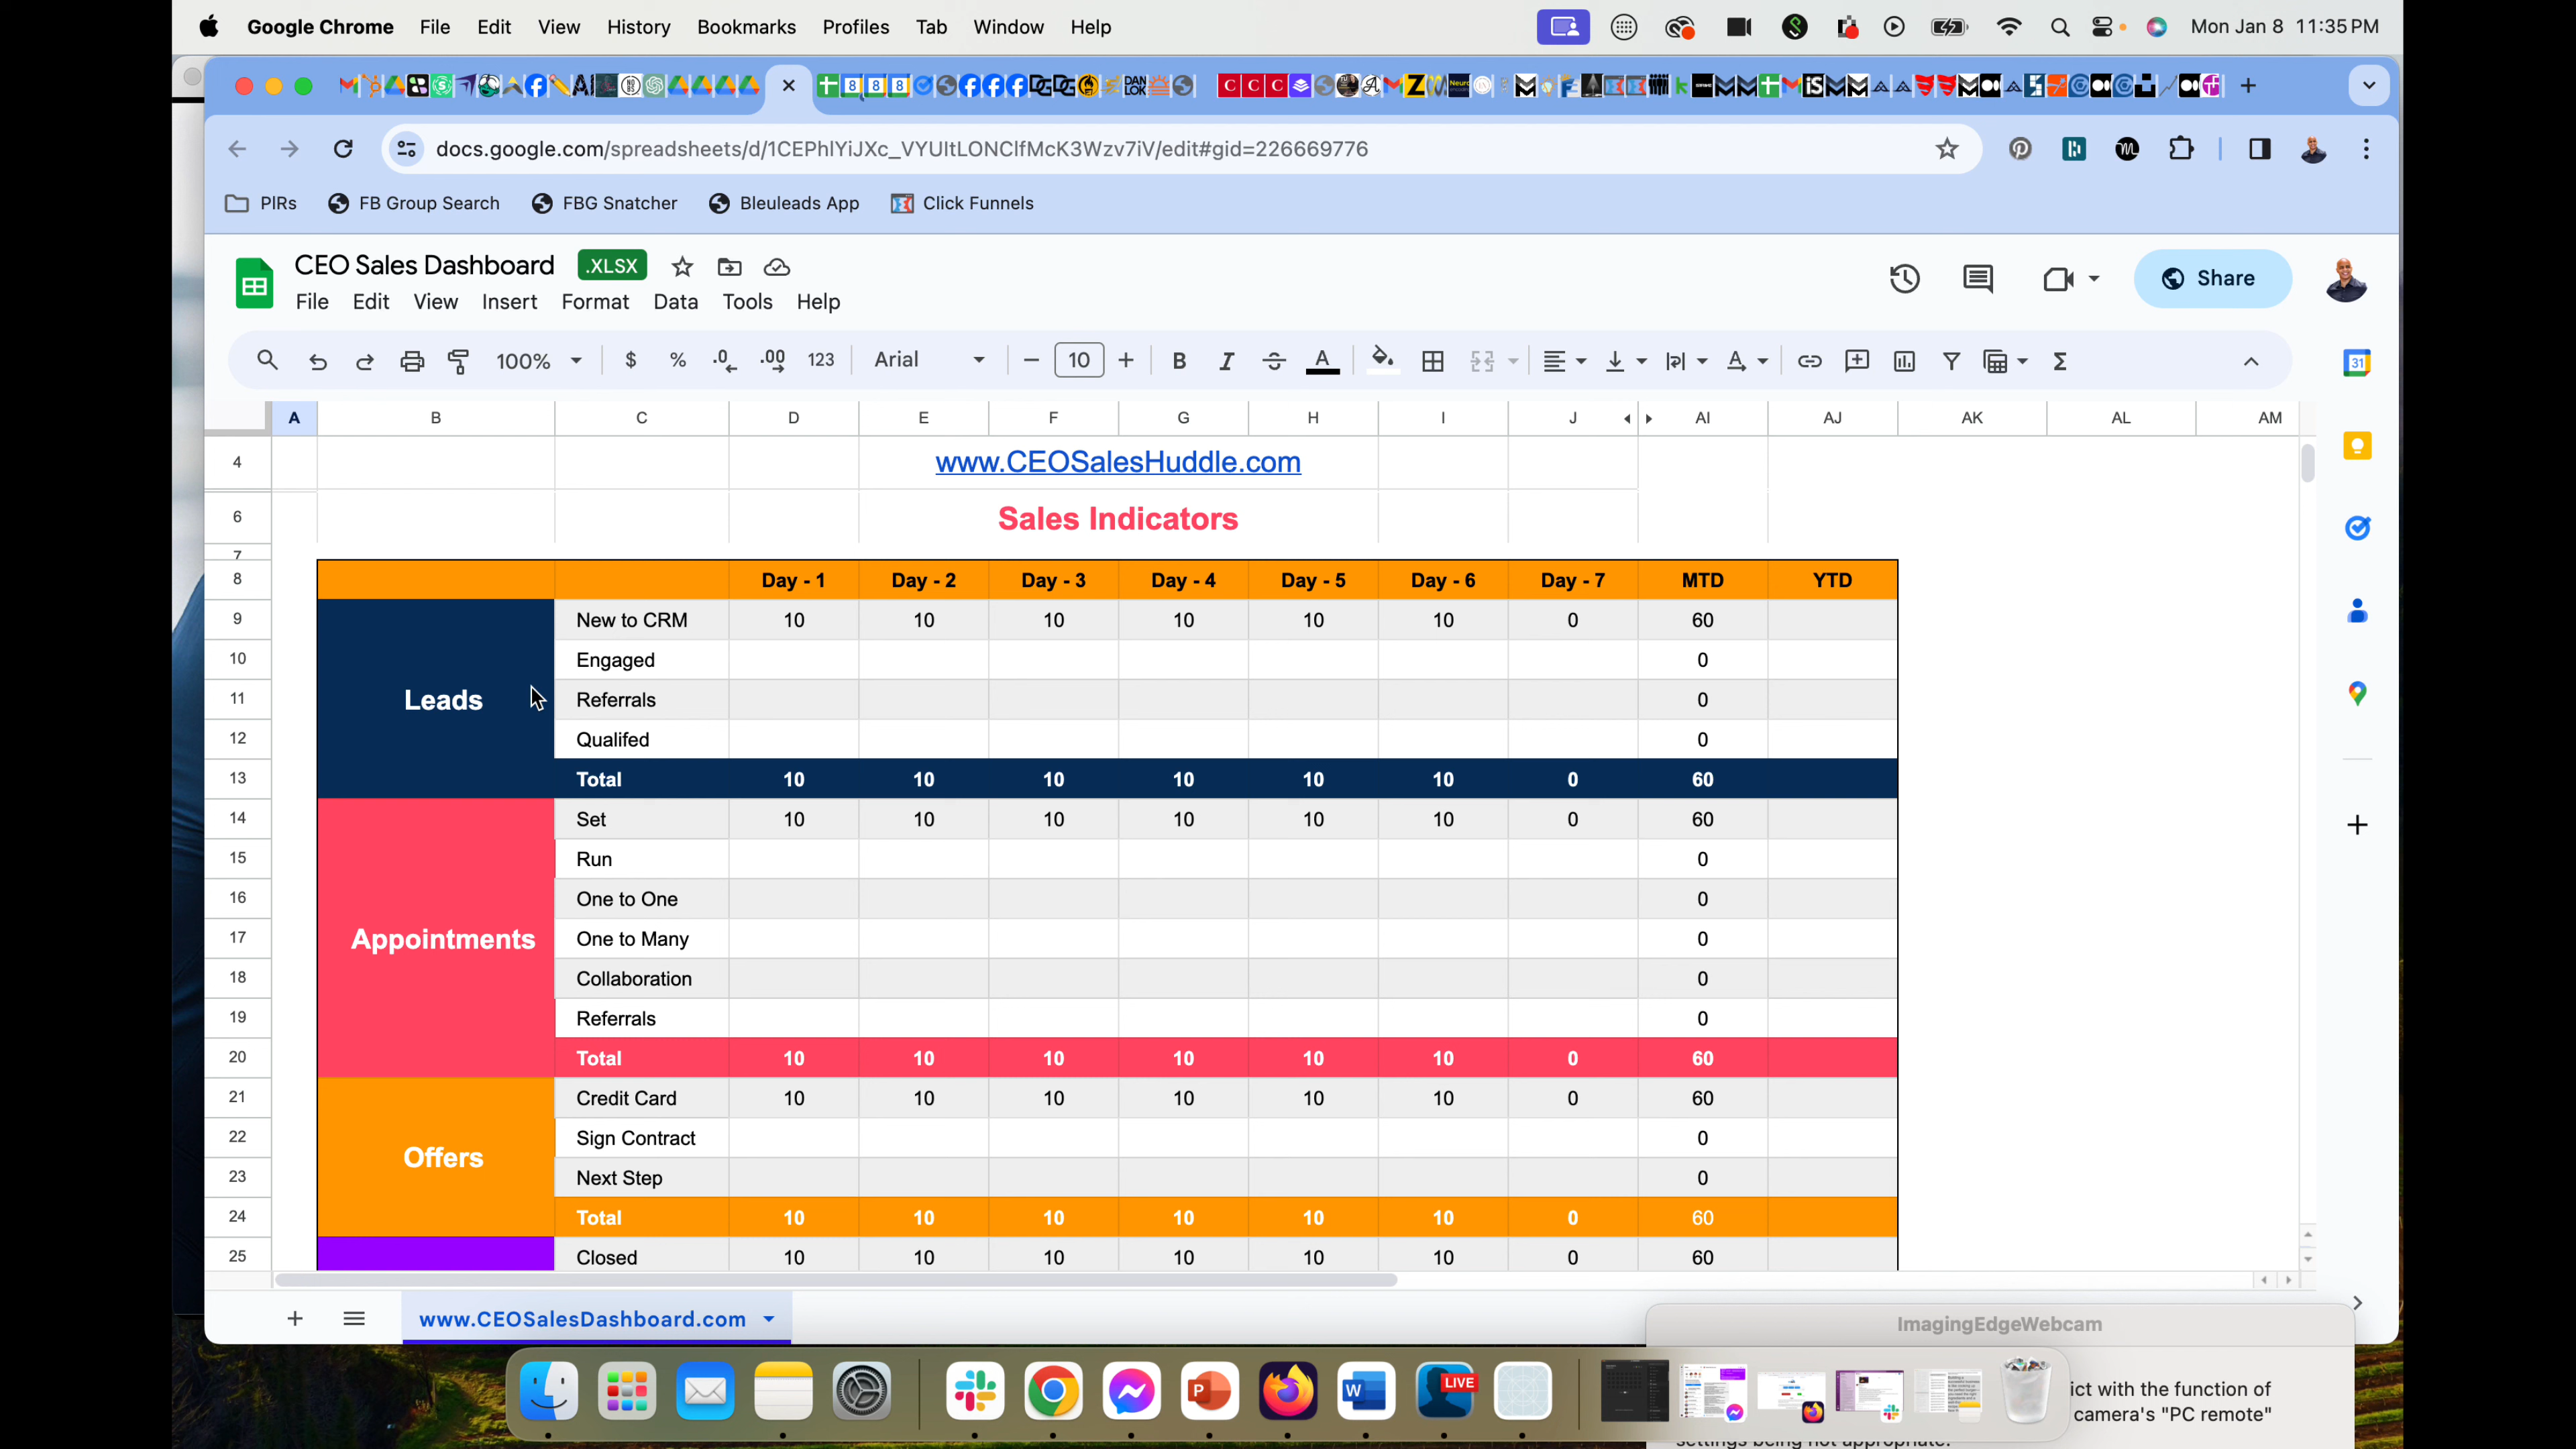 Google Chrome File Edit View History Bookmarks Profiles Tab Window Help Mon Jan 8 11:35 PM
docs.google.com/spreadsheets/d/1CEPhlYiJXc_VYUItLONClfMcK3Wzv7iV/edit#gid=226669776
PIRs FB Group Search FBG Snatcher Bleuleads App Click Funnels
CEO Sales Dashboard .XLSX
Share
File Edit View Insert Format Data Tools Help
100% $ % .0 .00 123 Arial 10 B I A
A B C D E F G H I J AI AJ AK AL AM
4 www.CEOSalesHuddle.com
6 Sales Indicators
7
8 Day - 1 Day - 2 Day - 3 Day - 4 Day - 5 Day - 6 Day - 7 MTD YTD
9 New to CRM 10 10 10 10 10 10 0 60
10 Engaged 0
11 Leads Referrals 0
12 Qualifed 0
13 Total 10 10 10 10 10 10 0 60
14 Set 10 10 10 10 10 10 0 60
15 Run 0
16 One to One 0
17 Appointments One to Many 0
18 Collaboration 0
19 Referrals 0
20 Total 10 10 10 10 10 10 0 60
21 Credit Card 10 10 10 10 10 10 0 60
22 Offers Sign Contract 0
23 Next Step 0
24 Total 10 10 10 10 10 10 0 60
25 Closed 10 10 10 10 10 10 0 60
www.CEOSalesDashboard.com
ImagingEdgeWebcam
LIVE
ict with the function of
camera's "PC remote"
settings being not appropriate.